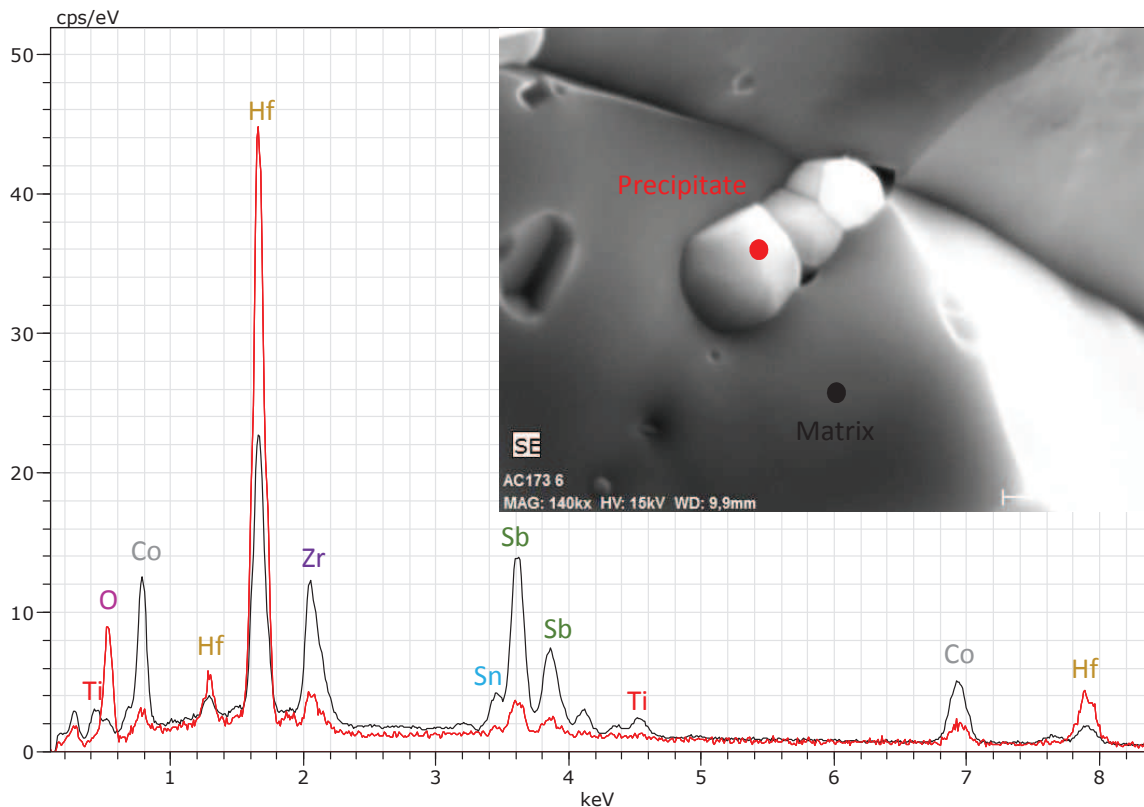 cps/eV
50
40
30
20
10
0
1
2
3
4
5
6
7
8
keV
Ti
O
Co
Hf
Hf
Zr
Sn
Sb
Sb
Ti
Co
Hf
Precipitate
Matrix
SE
AC173 6
MAG: 140kx HV: 15kV WD: 9,9mm